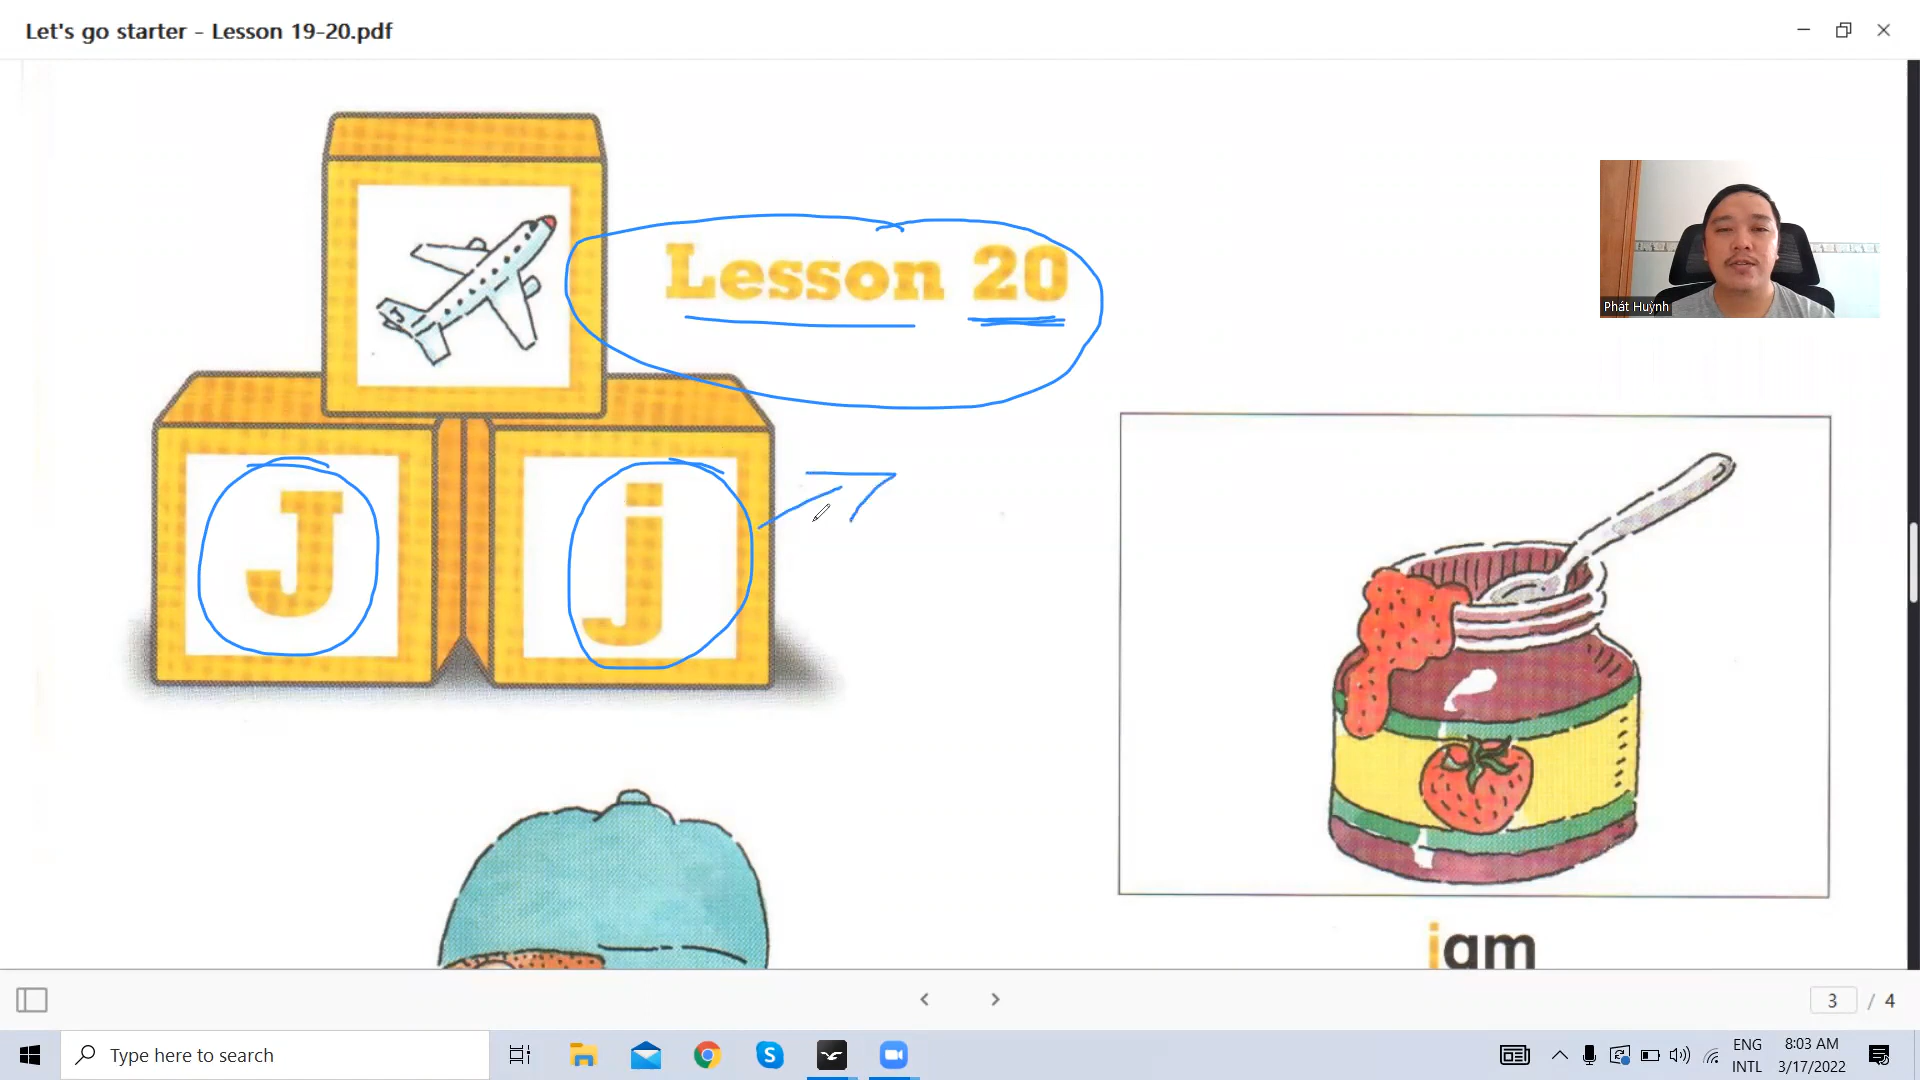 Let's go starter - Lesson 19-20.pdf
Lesson 20
Phát Huỳnh
J
j
jam
3 / 4
Type here to search
ENG
INTL
8:03 AM
3/17/2022